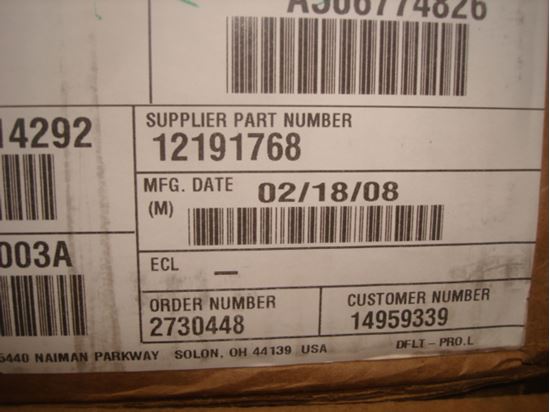 A906774826
14292
SUPPLIER PART NUMBER
12191768
MFG. DATE 02/18/08
(M)
003A
ECL —
ORDER NUMBER
2730448
CUSTOMER NUMBER
14959339
5440 NAIMAN PARKWAY SOLON, OH 44139 USA
DFLT - PRO.L